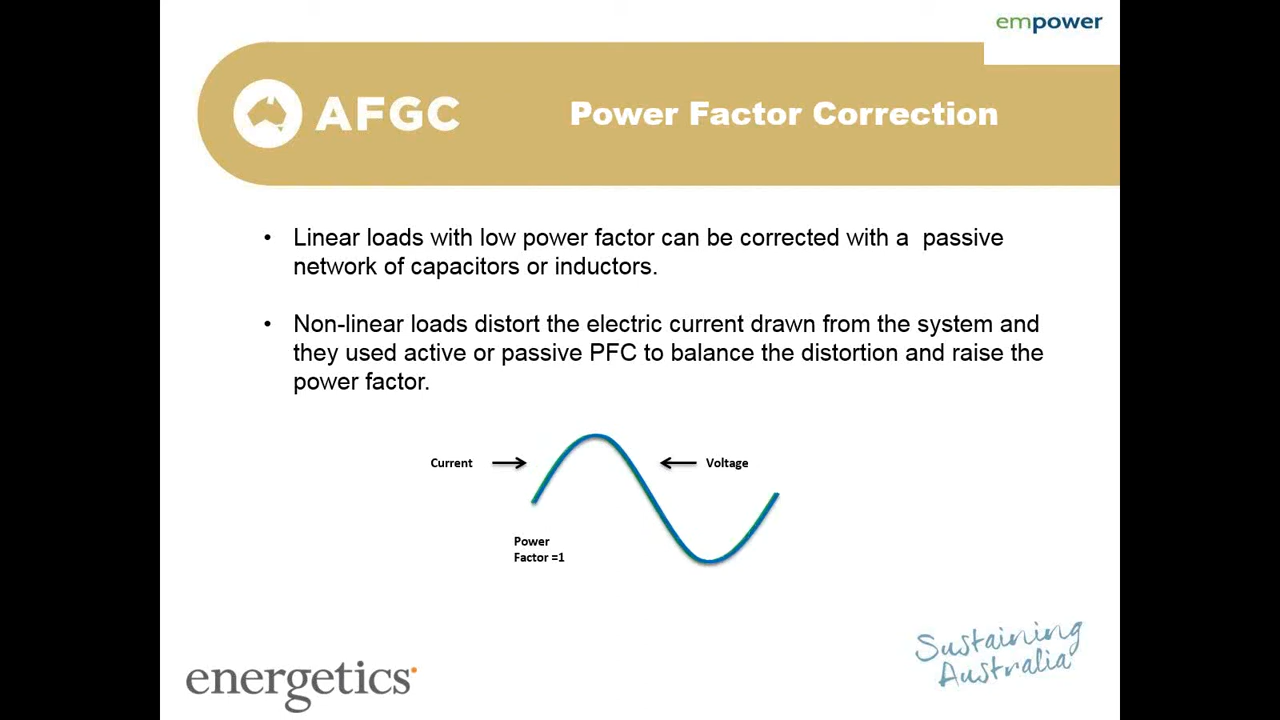 empower
AFGC
Power Factor Correction
• Linear loads with low power factor can be corrected with a passive
network of capacitors or inductors.
• Non-linear loads distort the electric current drawn from the system and
they used active or passive PFC to balance the distortion and raise the
power factor.
Current
Voltage
Power
Factor =1
Sustaining
Australia
energetics